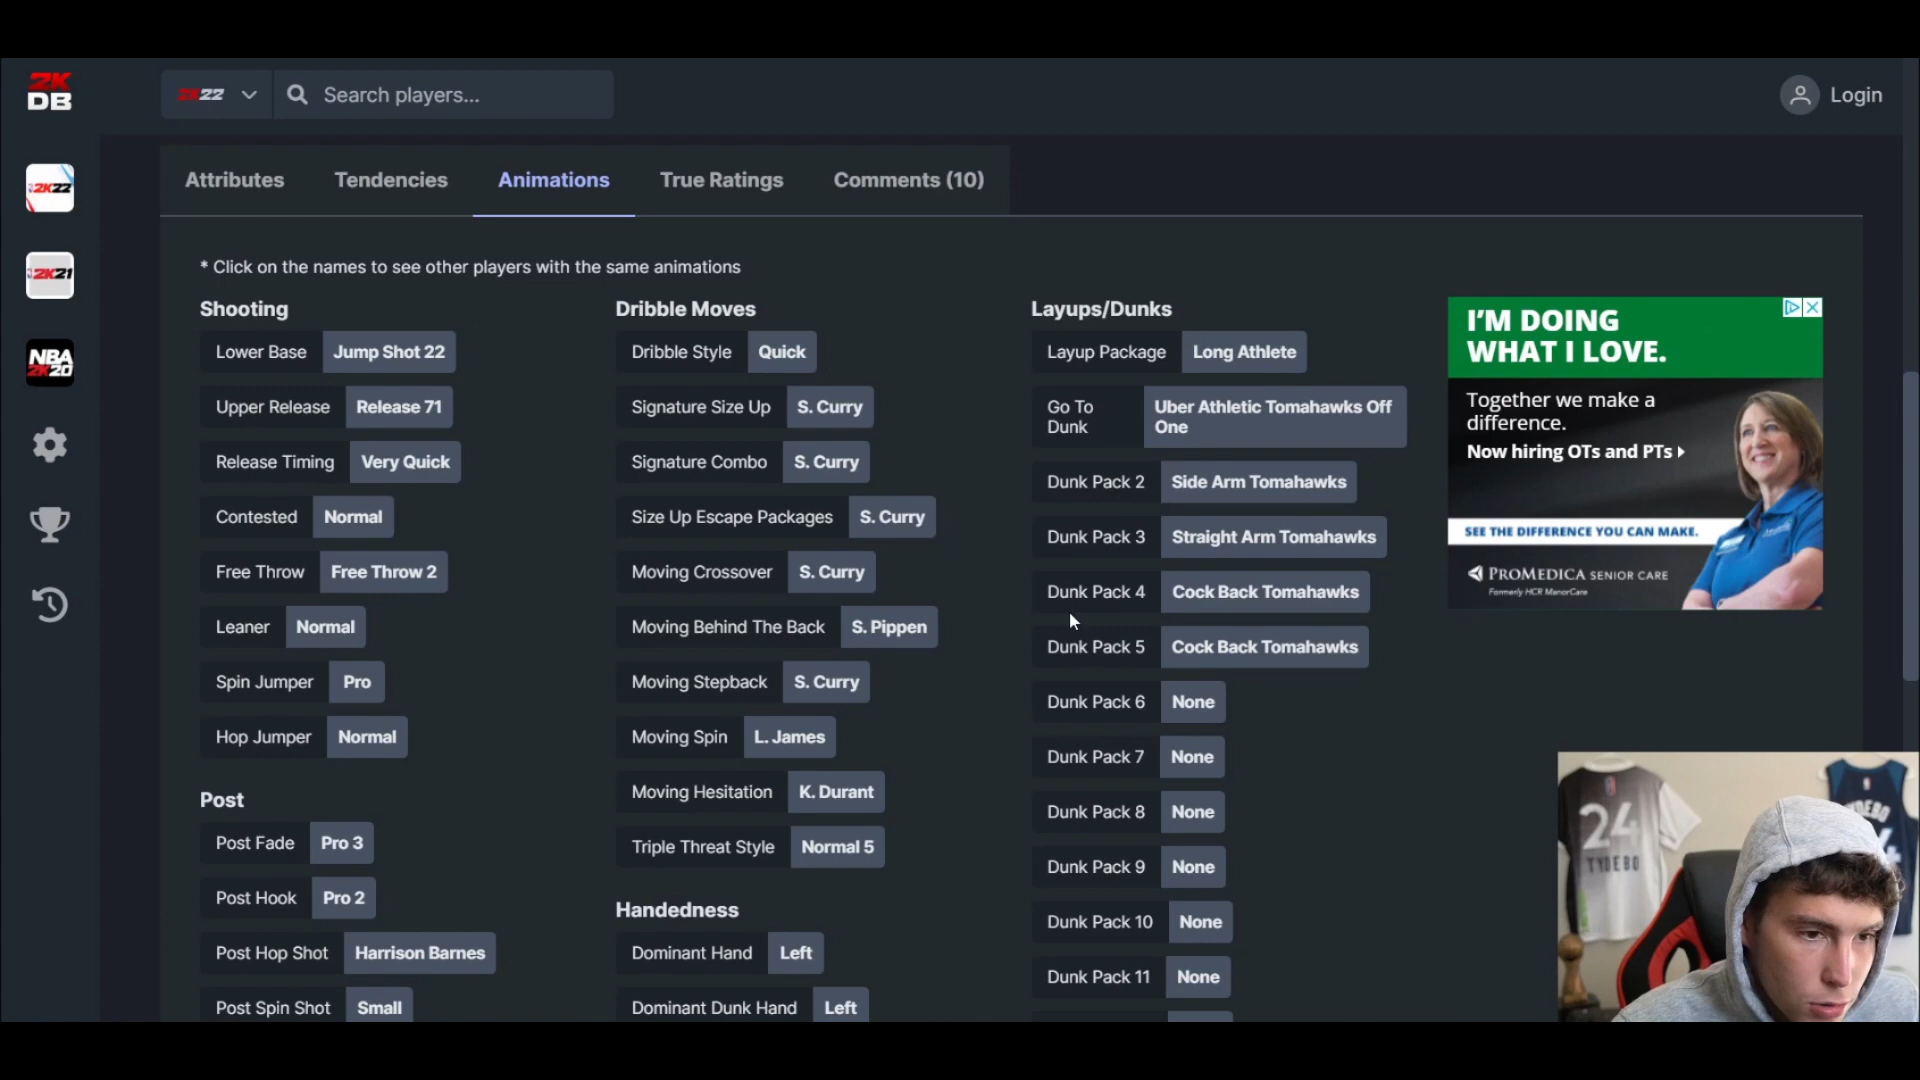 2K
DB
2K22
Search players...
Login
2K22
2K21
NBA
2K20
Attributes
Tendencies
Animations
True Ratings
Comments (10)
* Click on the names to see other players with the same animations
Shooting
Lower Base Jump Shot 22
Upper Release Release 71
Release Timing Very Quick
Contested Normal
Free Throw Free Throw 2
Leaner Normal
Spin Jumper Pro
Hop Jumper Normal
Post
Post Fade Pro 3
Post Hook Pro 2
Post Hop Shot Harrison Barnes
Post Spin Shot Small
Dribble Moves
Dribble Style Quick
Signature Size Up S. Curry
Signature Combo S. Curry
Size Up Escape Packages S. Curry
Moving Crossover S. Curry
Moving Behind The Back S. Pippen
Moving Stepback S. Curry
Moving Spin L. James
Moving Hesitation K. Durant
Triple Threat Style Normal 5
Handedness
Dominant Hand Left
Dominant Dunk Hand Left
Layups/Dunks
Layup Package Long Athlete
Go To Uber Athletic Tomahawks Off
Dunk One
Dunk Pack 2 Side Arm Tomahawks
Dunk Pack 3 Straight Arm Tomahawks
Dunk Pack 4 Cock Back Tomahawks
Dunk Pack 5 Cock Back Tomahawks
Dunk Pack 6 None
Dunk Pack 7 None
Dunk Pack 8 None
Dunk Pack 9 None
Dunk Pack 10 None
Dunk Pack 11 None
I'M DOING
WHAT I LOVE.
Together we make a
difference.
Now hiring OTs and PTs
SEE THE DIFFERENCE YOU CAN MAKE.
PROMEDICA SENIOR CARE
Formerly HCR ManorCare
24
TYDEBO